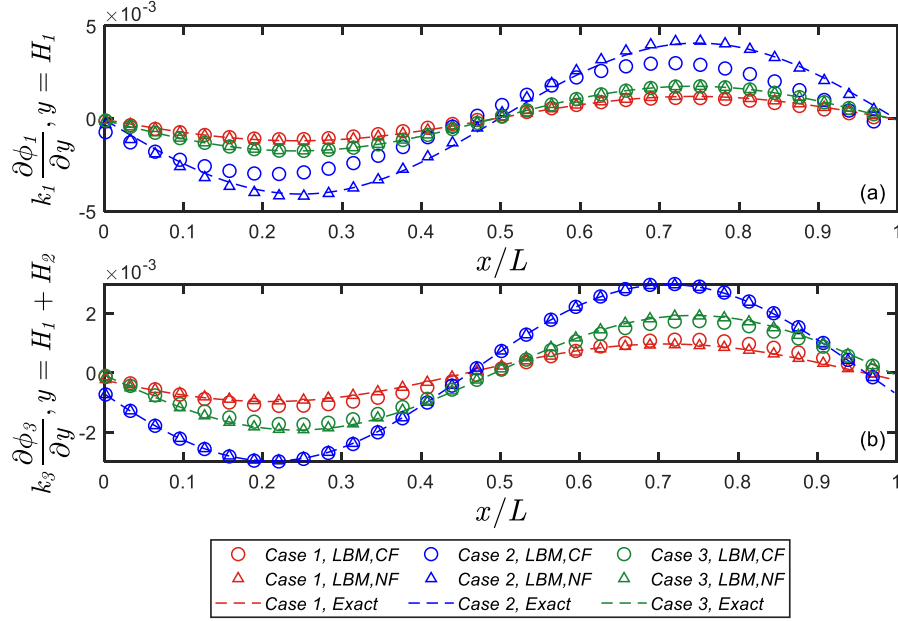 ×10⁻³
5
0
-5
k₁ ∂ϕ₁/∂y, y = H₁
(a)
0 0.1 0.2 0.3 0.4 0.5 0.6 0.7 0.8 0.9 1
x/L
×10⁻³
2
0
-2
k₃ ∂ϕ₃/∂y, y = H₁ + H₂
(b)
0 0.1 0.2 0.3 0.4 0.5 0.6 0.7 0.8 0.9 1
x/L
Case 1, LBM,CF Case 2, LBM,CF Case 3, LBM,CF
Case 1, LBM,NF Case 2, LBM,NF Case 3, LBM,NF
Case 1, Exact Case 2, Exact Case 3, Exact